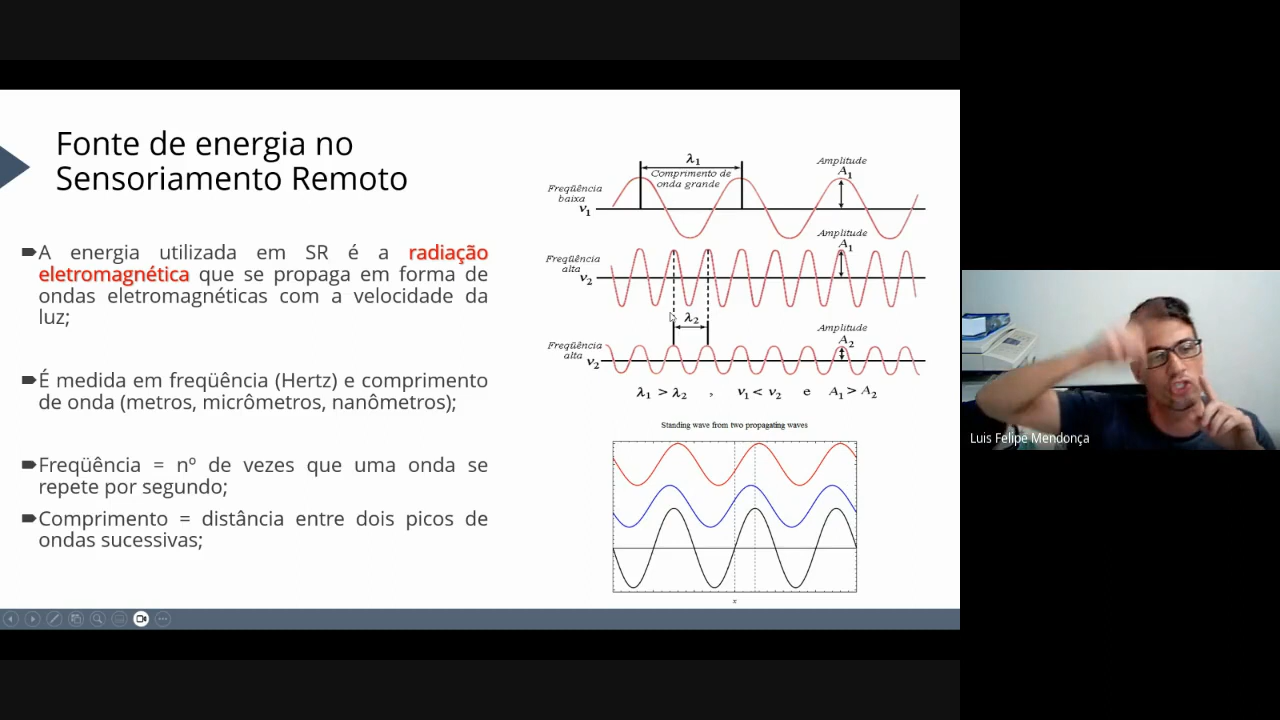 Fonte de energia no
Sensoriamento Remoto
A energia utilizada em SR é a radiação
eletromagnética que se propaga em forma de
ondas eletromagnéticas com a velocidade da
luz;
É medida em freqüência (Hertz) e comprimento
de onda (metros, micrômetros, nanômetros);
Freqüência = nº de vezes que uma onda se
repete por segundo;
Comprimento = distância entre dois picos de
ondas sucessivas;
λ1
Comprimento de
onda grande
Amplitude
A1
Freqüência
baixa
ν1
Amplitude
A1
Freqüência
alta
ν2
λ2
Amplitude
A2
Freqüência
alta
ν2
λ1 > λ2 , ν1 < ν2 e A1 > A2
Standing wave from two propagating waves
Luis Felipe Mendonça